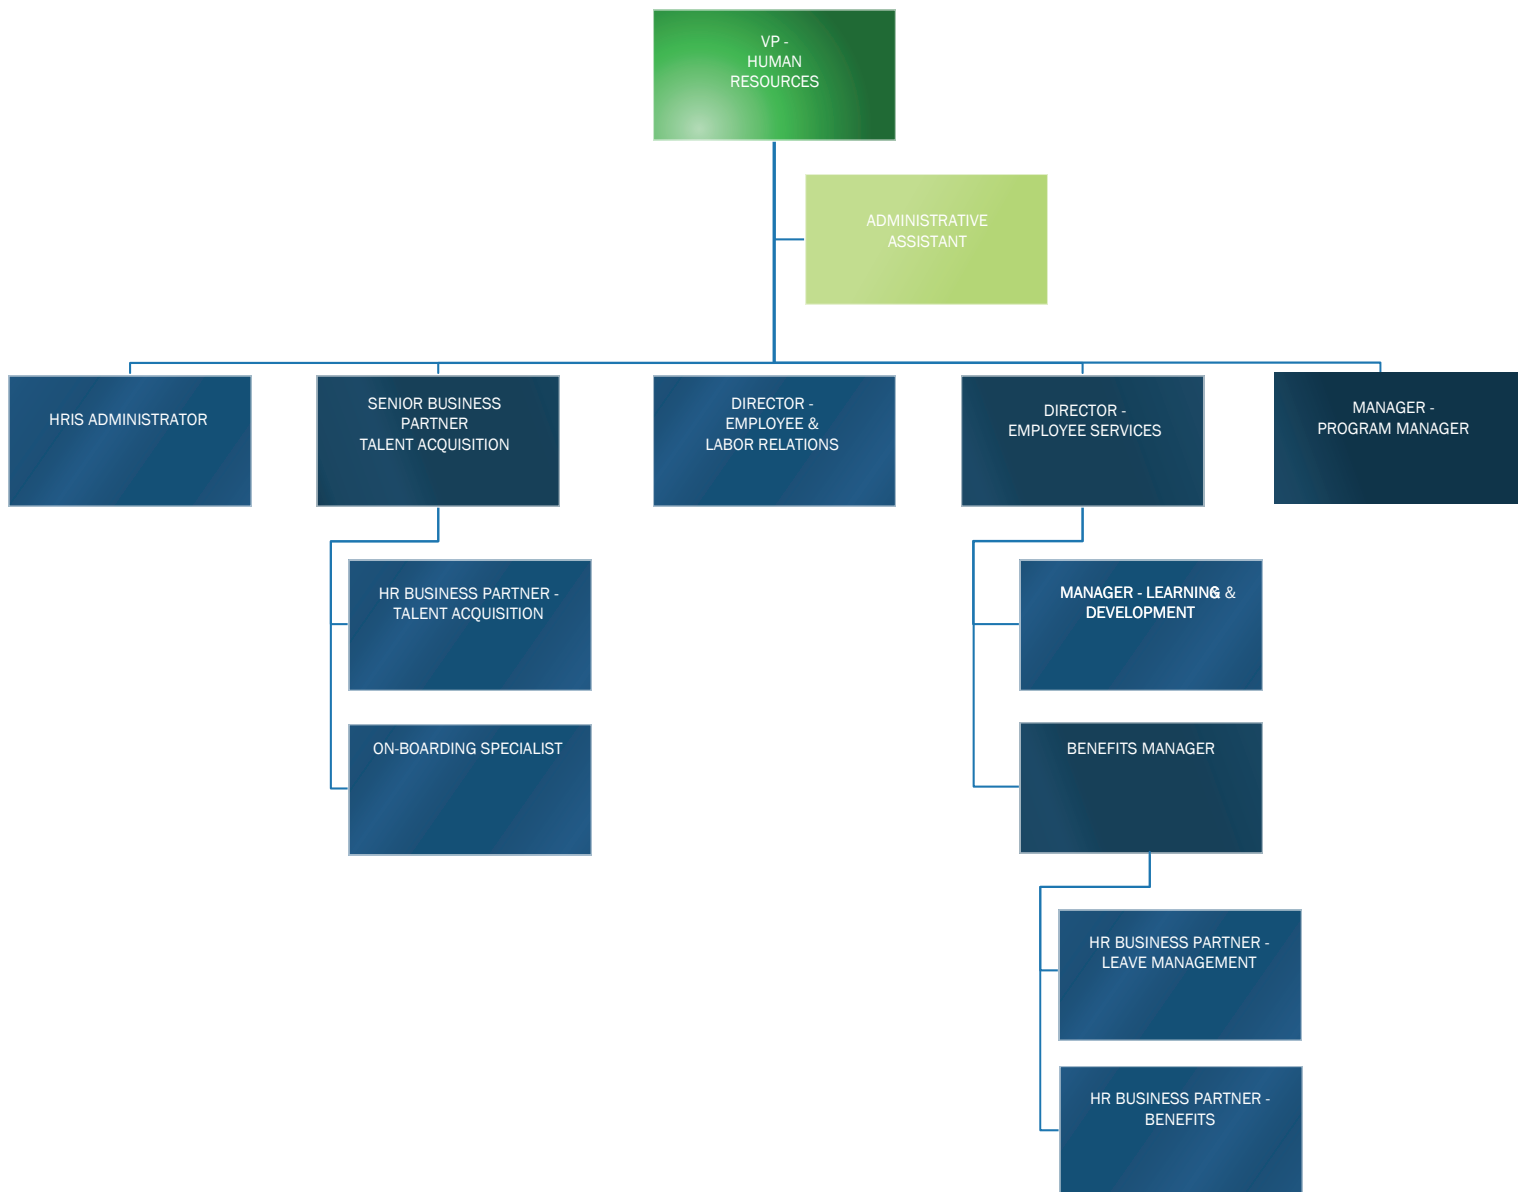 VP -
HUMAN
RESOURCES
ADMINISTRATIVE
ASSISTANT
HRIS ADMINISTRATOR
SENIOR BUSINESS
PARTNER
TALENT ACQUISITION
DIRECTOR -
EMPLOYEE &
LABOR RELATIONS
DIRECTOR -
EMPLOYEE SERVICES
MANAGER -
PROGRAM MANAGER
HR BUSINESS PARTNER -
TALENT ACQUISITION
ON-BOARDING SPECIALIST
MANAGER - LEARNING &
DEVELOPMENT
BENEFITS MANAGER
HR BUSINESS PARTNER -
LEAVE MANAGEMENT
HR BUSINESS PARTNER -
BENEFITS